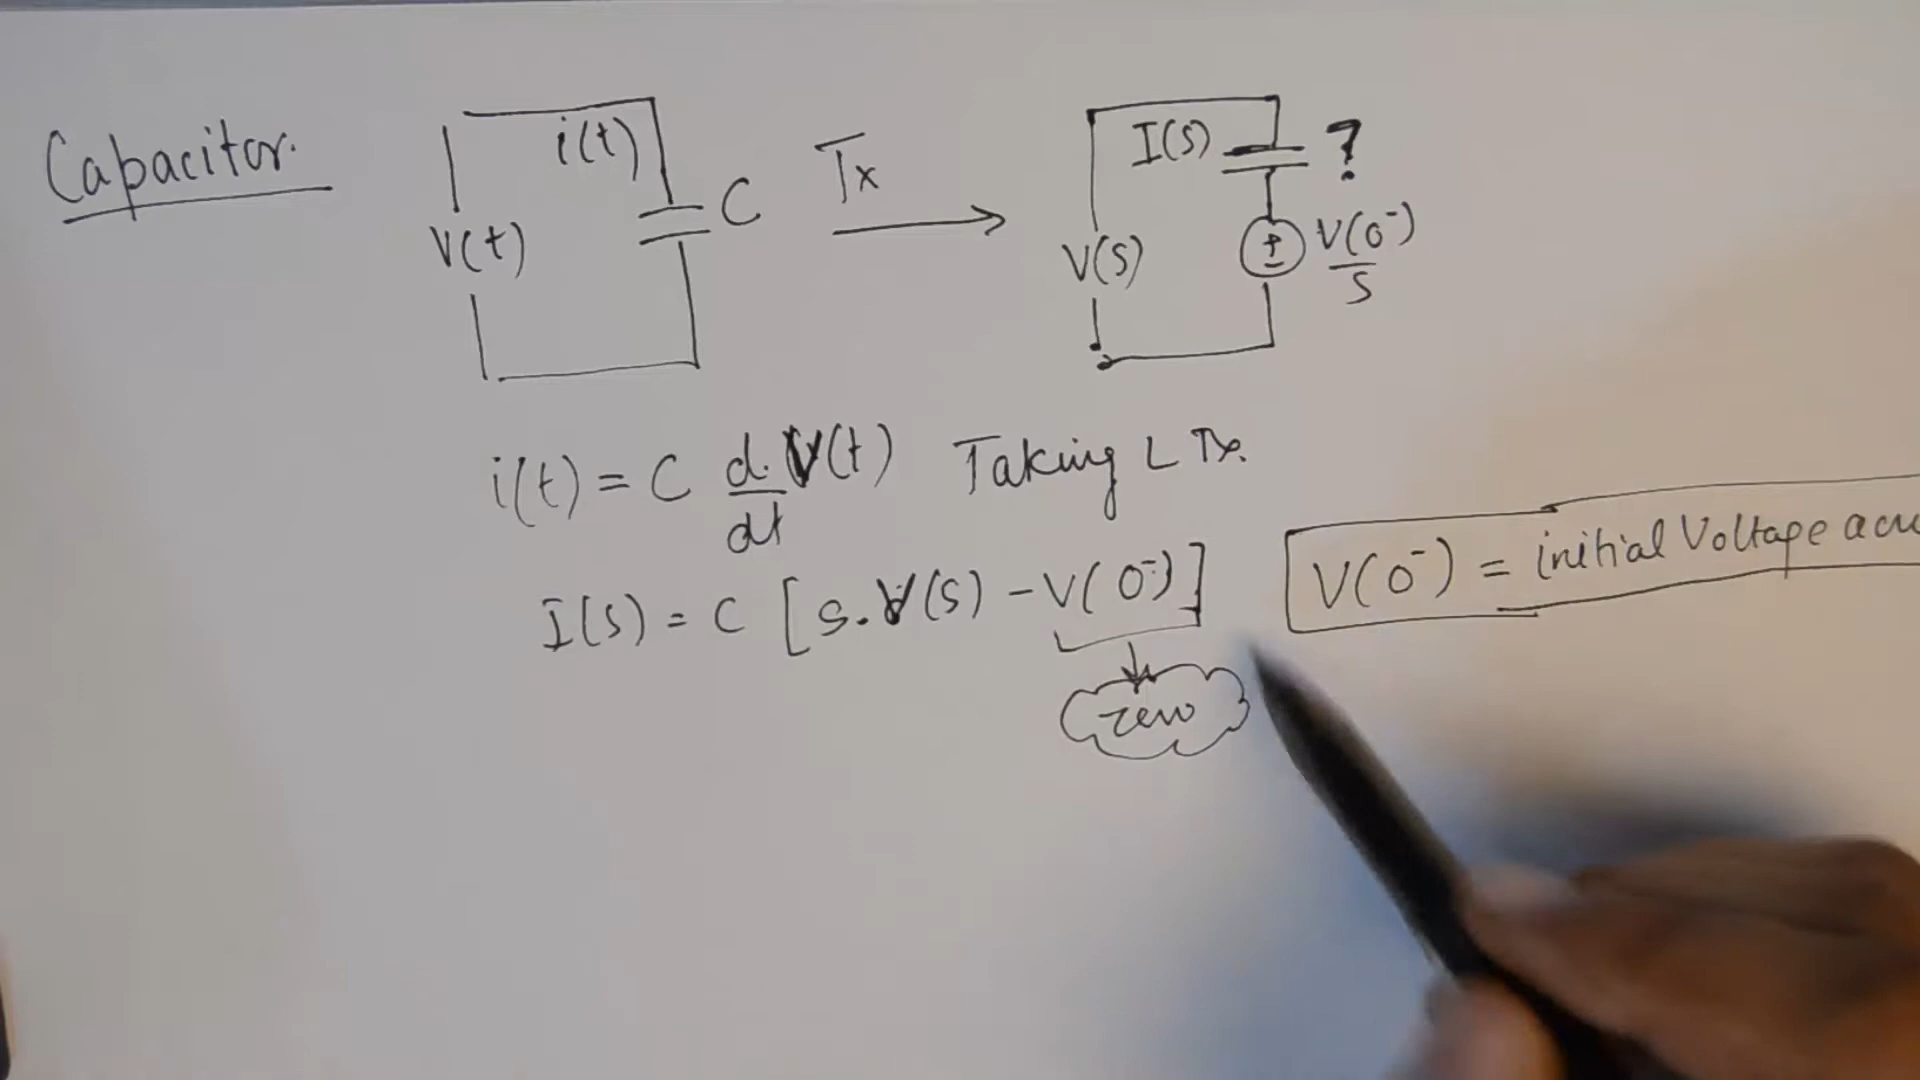 Capacitor.
i(t)
V(t)
C
Tx
I(s)
?
V(s)
±
V(0⁻)/s
i(t) = C d/dt V(t) Taking L Tx.
I(s) = C [s.V(s) - V(0⁻)]
zero
V(0⁻) = initial Voltage